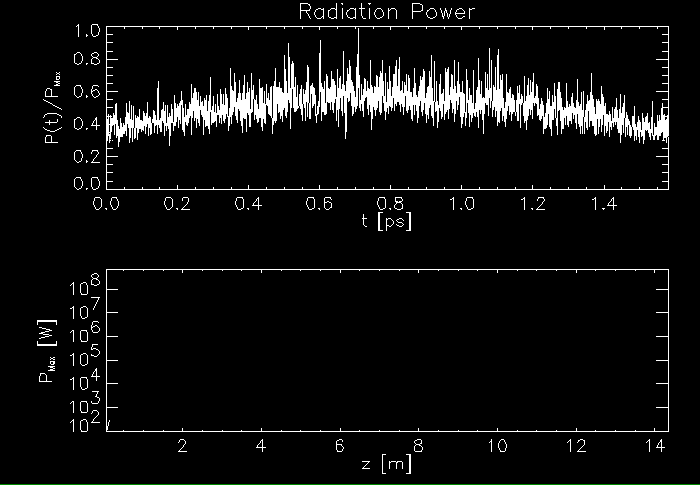 Radiation Power
1.0
0.8
0.6
0.4
0.2
0.0
P(t)/P_Max
0.0 0.2 0.4 0.6 0.8 1.0 1.2 1.4
t [ps]
10^8
10^7
10^6
10^5
10^4
10^3
10^2
P_Max [W]
2 4 6 8 10 12 14
z [m]